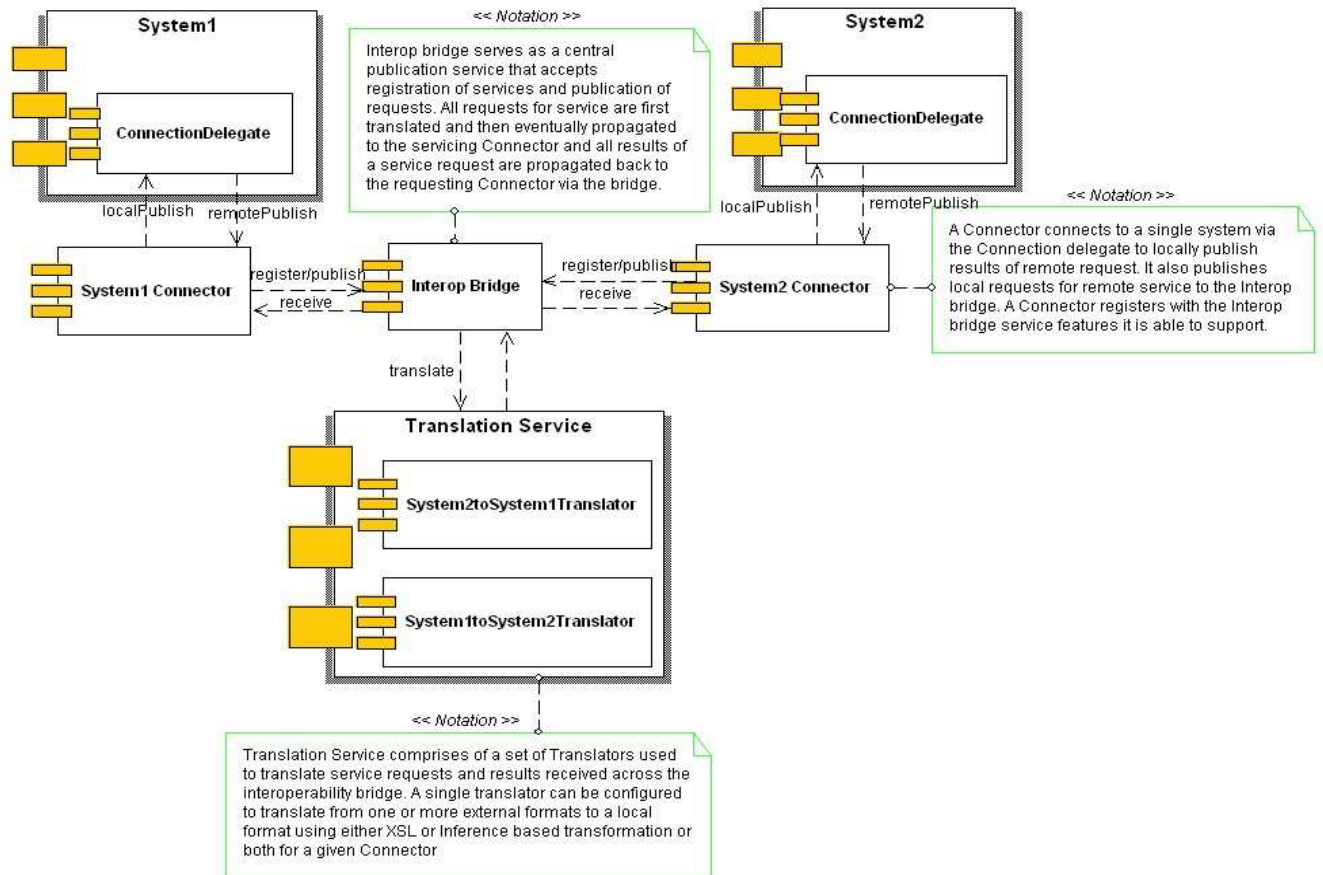 System1
<< Notation >>
System2
Interop bridge serves as a central
publication service that accepts
registration of services and publication of
requests. All requests for service are first
translated and then eventually propagated
to the servicing Connector and all results of
a service request are propagated back to
the requesting Connector via the bridge.
ConnectionDelegate
ConnectionDelegate
localPublish
remotePublish
localPublish
remotePublish
<< Notation >>
A Connector connects to a single system via
the Connection delegate to locally publish
results of remote request. It also publishes
local requests for remote service to the Interop
bridge. A Connector registers with the Interop
bridge service features it is able to support.
System1 Connector
register/publish
receive
Interop Bridge
register/publish
receive
System2 Connector
translate
Translation Service
System2toSystem1Translator
System1toSystem2Translator
<< Notation >>
Translation Service comprises of a set of Translators used
to translate service requests and results received across the
interoperability bridge. A single translator can be configured
to translate from one or more external formats to a local
format using either XSL or Inference based transformation or
both for a given Connector